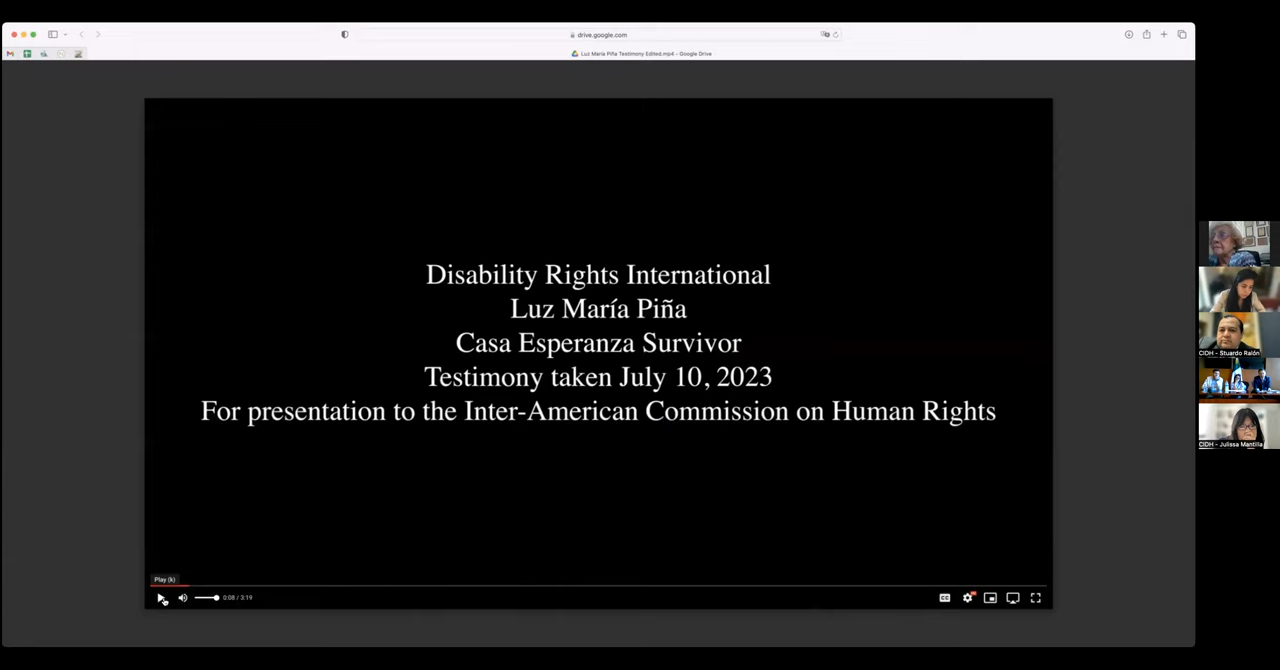 drive.google.com
Luz María Piña Testimony Edited.mp4 - Google Drive
Disability Rights International
Luz María Piña
Casa Esperanza Survivor
Testimony taken July 10, 2023
For presentation to the Inter-American Commission on Human Rights
Play (k)
0:08 / 3:19
CC
CIDH - Stuardo Ralón
CIDH - Julissa Mantilla